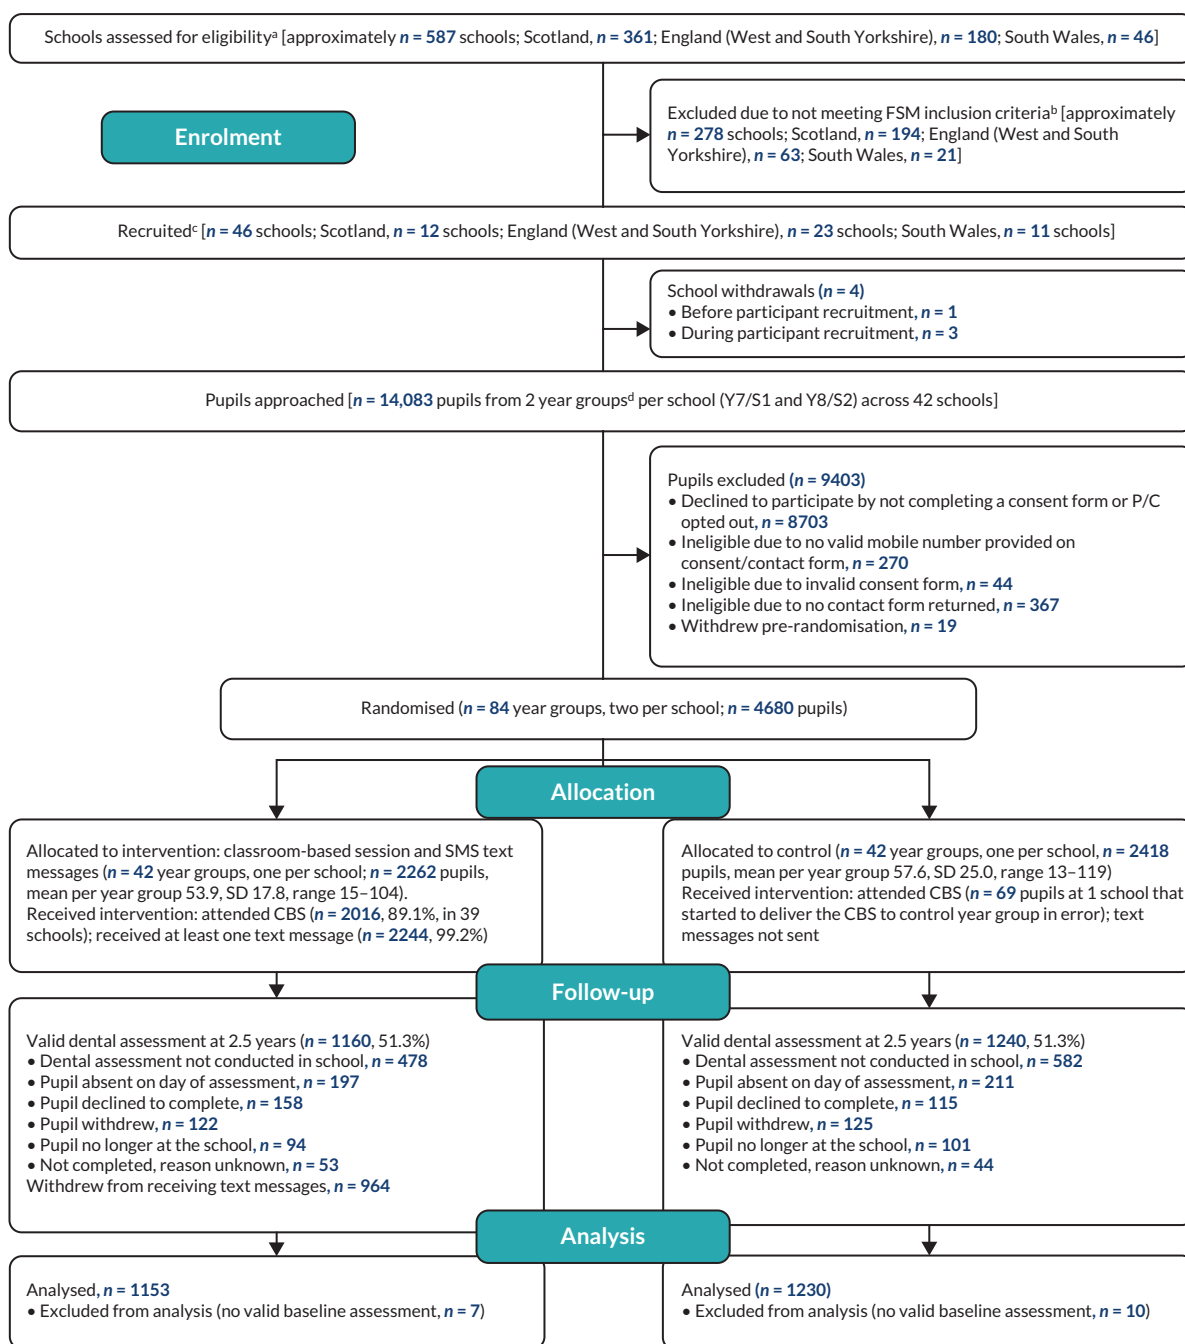 Schools assessed for eligibilityᵃ [approximately n = 587 schools; Scotland, n = 361; England (West and South Yorkshire), n = 180; South Wales, n = 46]
Enrolment
Excluded due to not meeting FSM inclusion criteriaᵇ [approximately
n = 278 schools; Scotland, n = 194; England (West and South
Yorkshire), n = 63; South Wales, n = 21]
Recruitedᶜ [n = 46 schools; Scotland, n = 12 schools; England (West and South Yorkshire), n = 23 schools; South Wales, n = 11 schools]
School withdrawals (n = 4)
• Before participant recruitment, n = 1
• During participant recruitment, n = 3
Pupils approached [n = 14,083 pupils from 2 year groupsᵈ per school (Y7/S1 and Y8/S2) across 42 schools]
Pupils excluded (n = 9403)
• Declined to participate by not completing a consent form or P/C
opted out, n = 8703
• Ineligible due to no valid mobile number provided on
consent/contact form, n = 270
• Ineligible due to invalid consent form, n = 44
• Ineligible due to no contact form returned, n = 367
• Withdrew pre-randomisation, n = 19
Randomised (n = 84 year groups, two per school; n = 4680 pupils)
Allocation
Allocated to intervention: classroom-based session and SMS text
messages (n = 42 year groups, one per school; n = 2262 pupils,
mean per year group 53.9, SD 17.8, range 15–104).
Received intervention: attended CBS (n = 2016, 89.1%, in 39
schools); received at least one text message (n = 2244, 99.2%)
Allocated to control (n = 42 year groups, one per school, n = 2418
pupils, mean per year group 57.6, SD 25.0, range 13–119)
Received intervention: attended CBS (n = 69 pupils at 1 school that
started to deliver the CBS to control year group in error); text
messages not sent
Follow-up
Valid dental assessment at 2.5 years (n = 1160, 51.3%)
• Dental assessment not conducted in school, n = 478
• Pupil absent on day of assessment, n = 197
• Pupil declined to complete, n = 158
• Pupil withdrew, n = 122
• Pupil no longer at the school, n = 94
• Not completed, reason unknown, n = 53
Withdrew from receiving text messages, n = 964
Valid dental assessment at 2.5 years (n = 1240, 51.3%)
• Dental assessment not conducted in school, n = 582
• Pupil absent on day of assessment, n = 211
• Pupil declined to complete, n = 115
• Pupil withdrew, n = 125
• Pupil no longer at the school, n = 101
• Not completed, reason unknown, n = 44
Analysis
Analysed, n = 1153
• Excluded from analysis (no valid baseline assessment, n = 7)
Analysed (n = 1230)
• Excluded from analysis (no valid baseline assessment, n = 10)